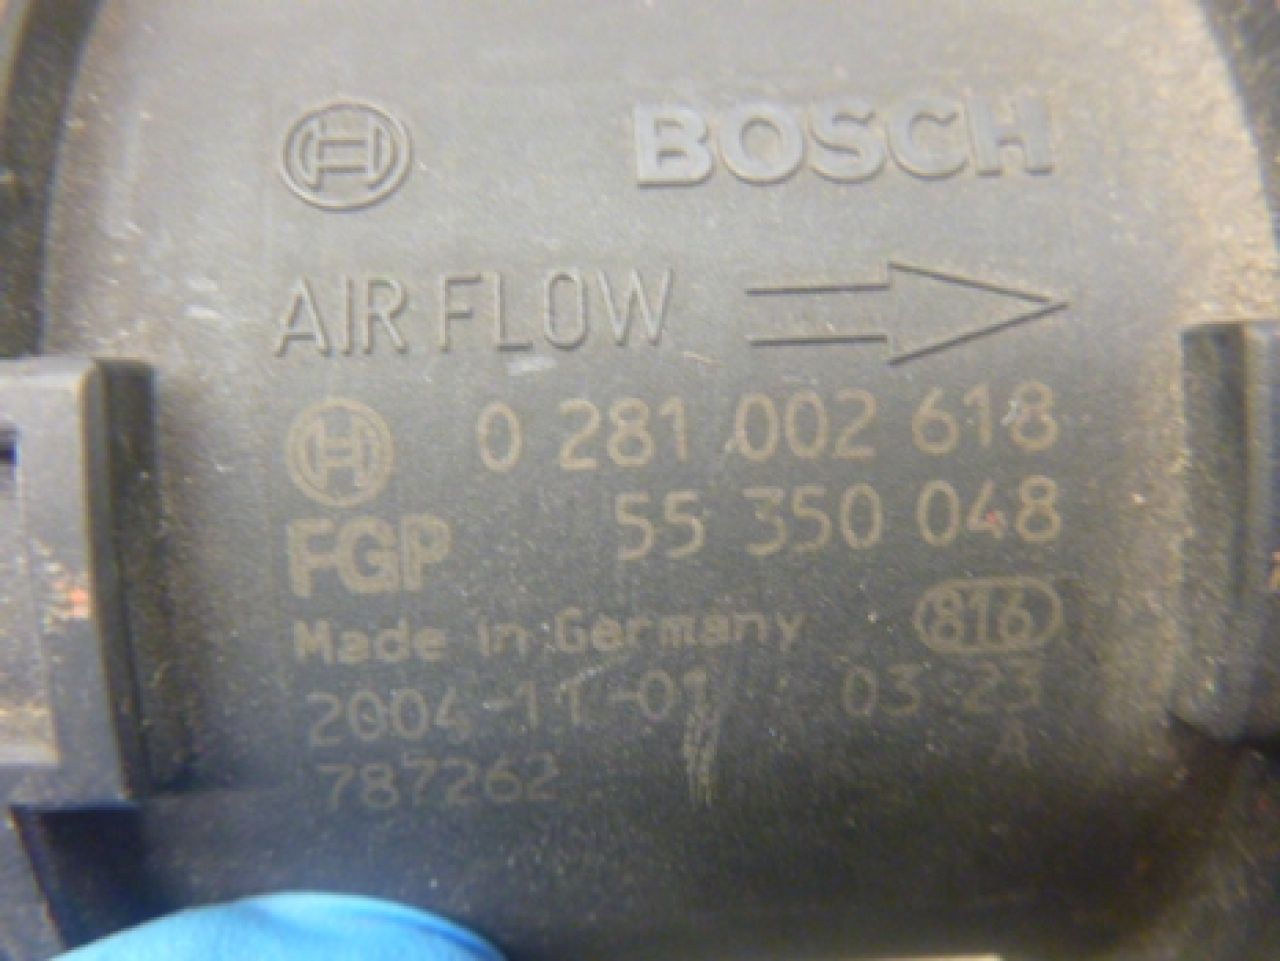 BOSCH
AIR FLOW
0 281 002 618
FGP 55 350 048
Made in Germany 816
2004-11-01 03:23
A
787262